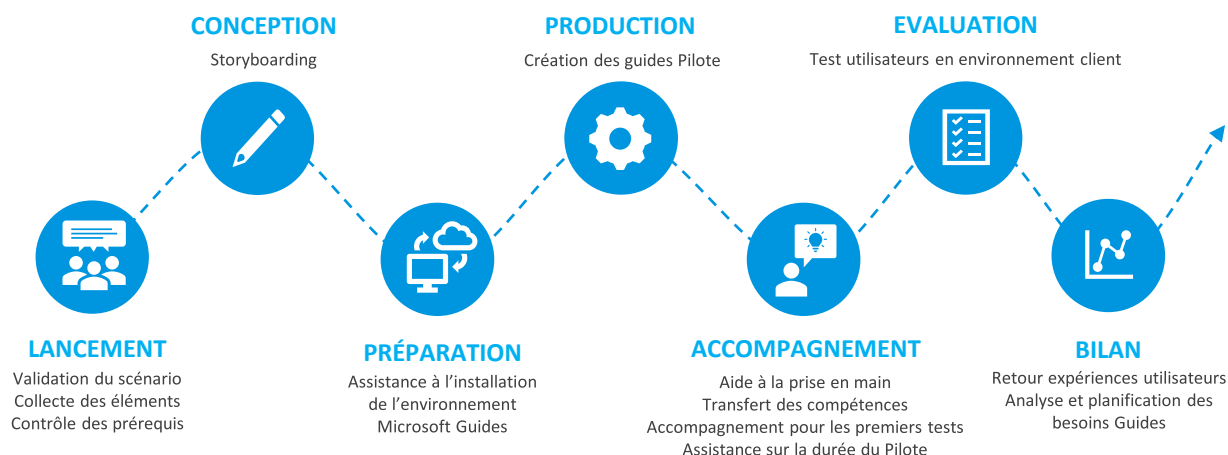 CONCEPTION
Storyboarding
PRODUCTION
Création des guides Pilote
EVALUATION
Test utilisateurs en environnement client
LANCEMENT
Validation du scénario
Collecte des éléments
Contrôle des prérequis
PRÉPARATION
Assistance à l’installation
de l’environnement
Microsoft Guides
ACCOMPAGNEMENT
Aide à la prise en main
Transfert des compétences
Accompagnement pour les premiers tests
Assistance sur la durée du Pilote
BILAN
Retour expériences utilisateurs
Analyse et planification des
besoins Guides